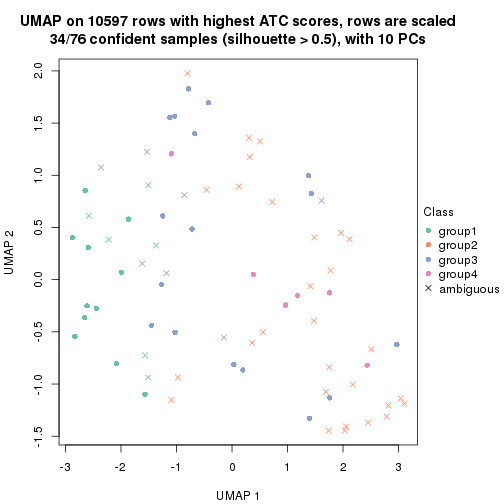 UMAP on 10597 rows with highest ATC scores, rows are scaled
34/76 confident samples (silhouette > 0.5), with 10 PCs
2.0
1.5
1.0
0.5
0.0
-0.5
-1.0
-1.5
UMAP 2
-3 -2 -1 0 1 2 3
UMAP 1
Class
group1
group2
group3
group4
ambiguous